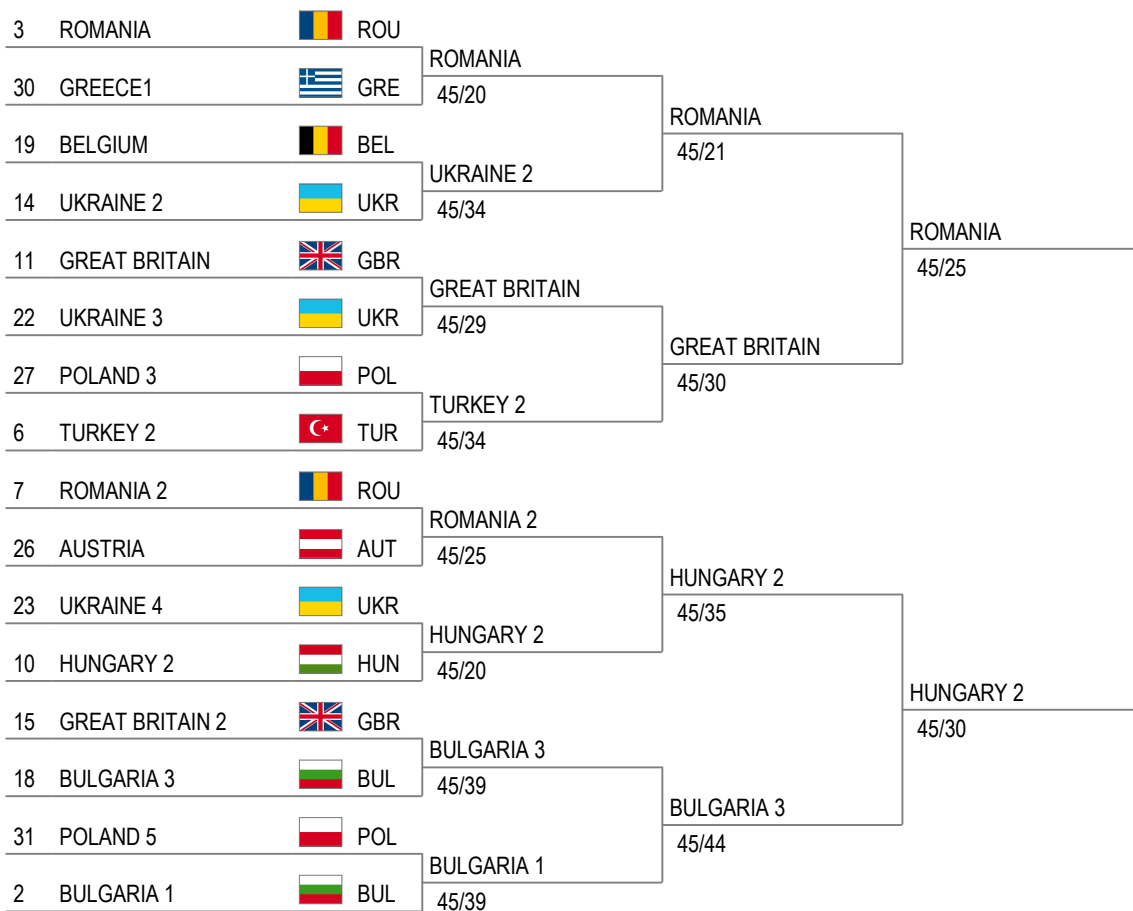 3 ROMANIA ROU
ROMANIA
30 GREECE1 GRE
45/20
ROMANIA
19 BELGIUM BEL
45/21
UKRAINE 2
14 UKRAINE 2 UKR
45/34
ROMANIA
11 GREAT BRITAIN GBR
45/25
GREAT BRITAIN
22 UKRAINE 3 UKR
45/29
GREAT BRITAIN
27 POLAND 3 POL
45/30
TURKEY 2
6 TURKEY 2 TUR
45/34
7 ROMANIA 2 ROU
ROMANIA 2
26 AUSTRIA AUT
45/25
HUNGARY 2
23 UKRAINE 4 UKR
45/35
HUNGARY 2
10 HUNGARY 2 HUN
45/20
HUNGARY 2
15 GREAT BRITAIN 2 GBR
45/30
BULGARIA 3
18 BULGARIA 3 BUL
45/39
BULGARIA 3
31 POLAND 5 POL
45/44
BULGARIA 1
2 BULGARIA 1 BUL
45/39